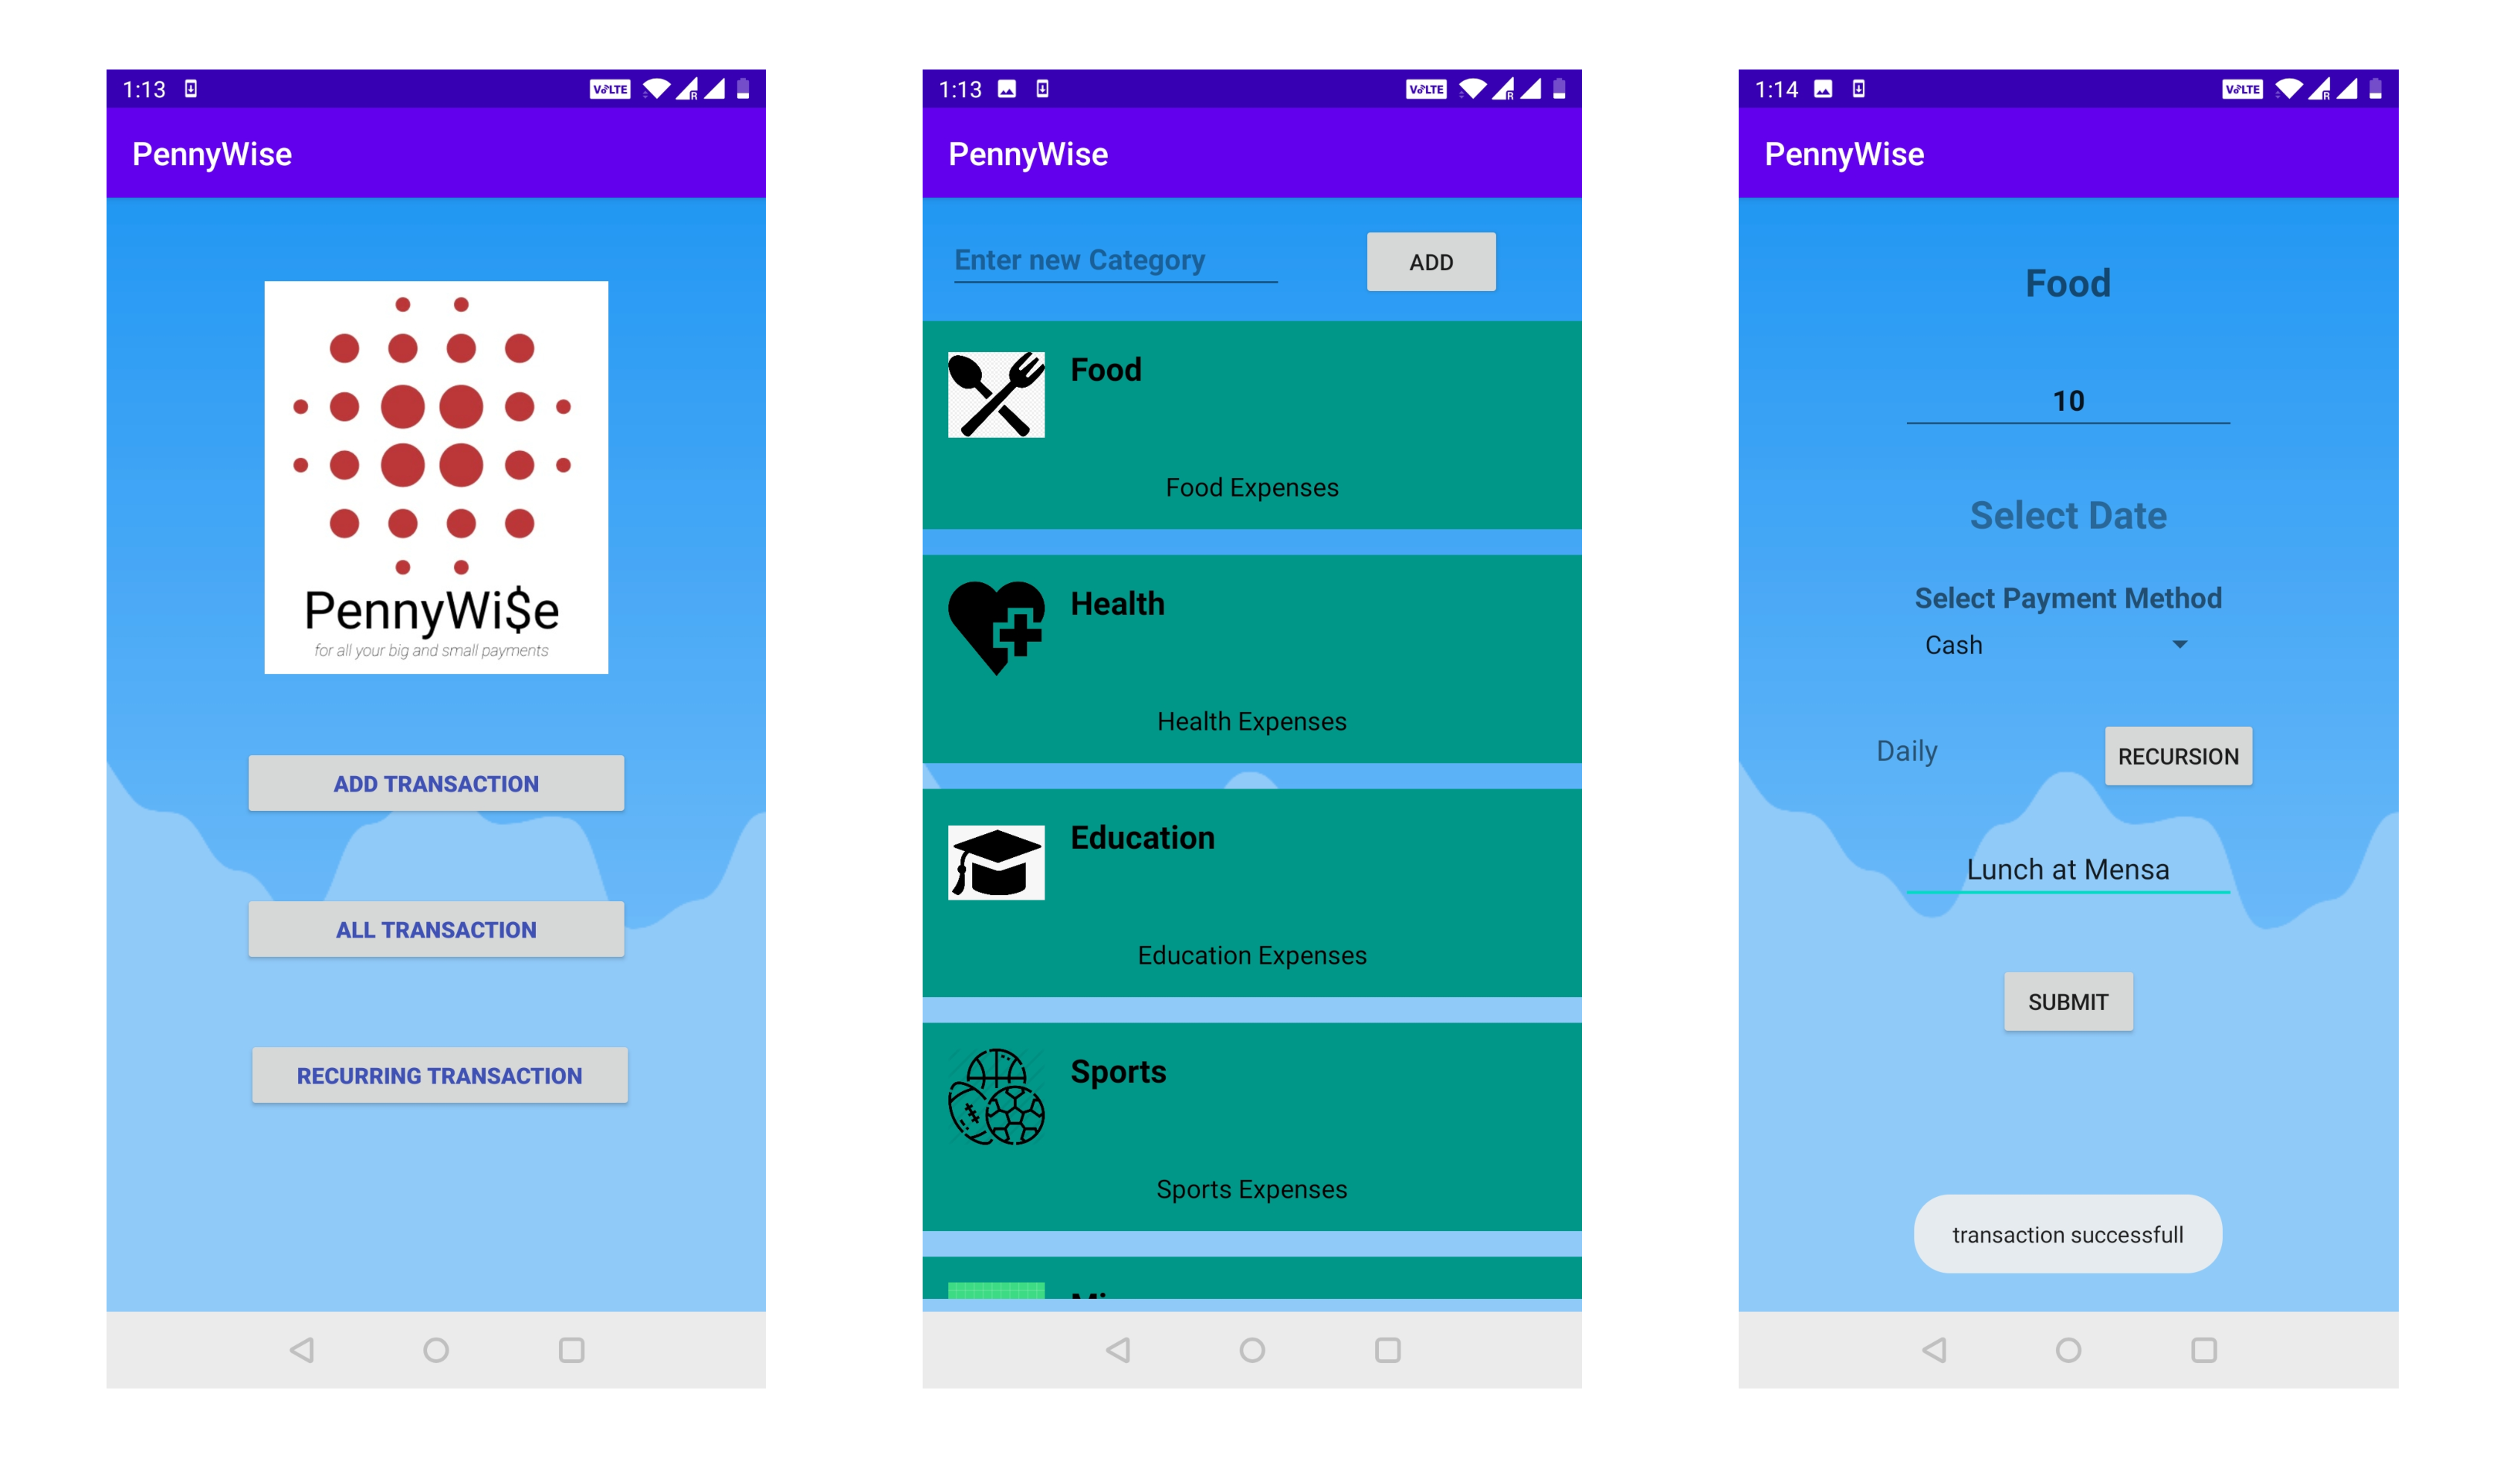 1:13
VoLTE
R
PennyWise
PennyWi$e
for all your big and small payments
ADD TRANSACTION
ALL TRANSACTION
RECURRING TRANSACTION
1:13
VoLTE
R
PennyWise
Enter new Category
ADD
Food
Food Expenses
Health
Health Expenses
Education
Education Expenses
Sports
Sports Expenses
1:14
VoLTE
R
PennyWise
Food
10
Select Date
Select Payment Method
Cash
Daily
RECURSION
Lunch at Mensa
SUBMIT
transaction successfull